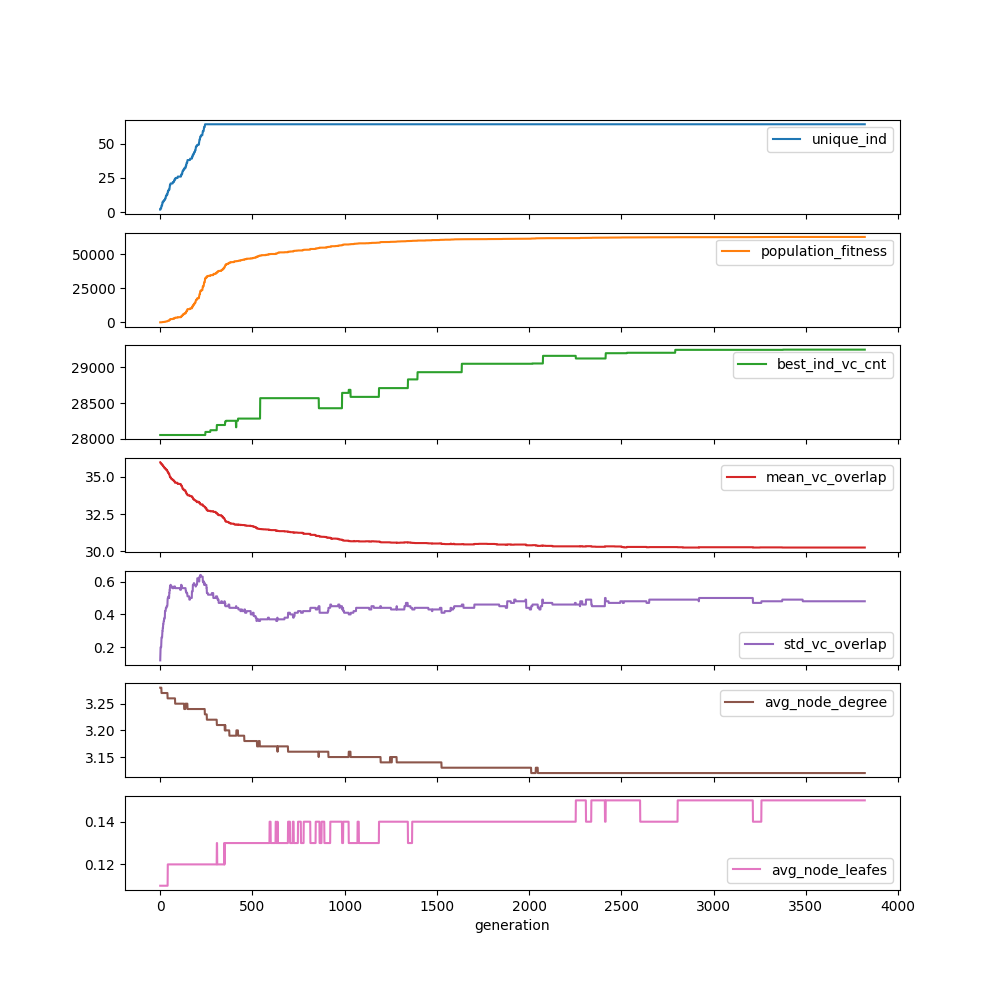 50
25
0
unique_ind
50000
25000
0
population_fitness
29000
28500
28000
best_ind_vc_cnt
35.0
32.5
30.0
mean_vc_overlap
0.6
0.4
0.2
std_vc_overlap
3.25
3.20
3.15
avg_node_degree
0.14
0.12
avg_node_leafes
0 500 1000 1500 2000 2500 3000 3500 4000
generation